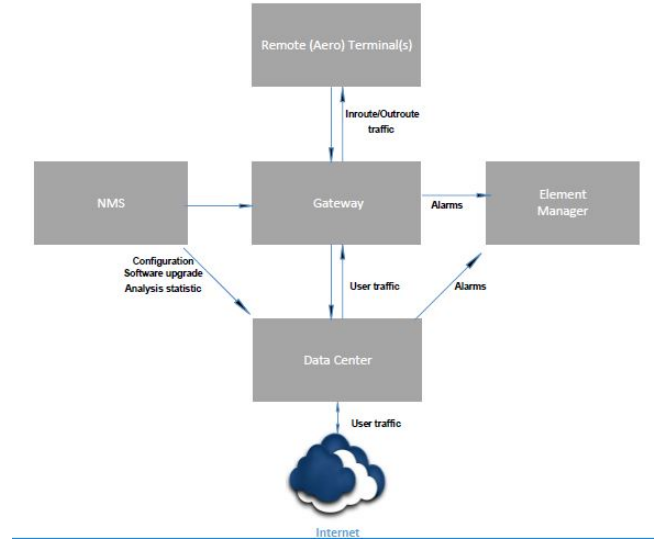 Remote (Aero) Terminal(s)
Inroute/Outroute
traffic
NMS
Gateway
Alarms
Element
Manager
Configuration
Software upgrade
Analysis statistic
User traffic
Alarms
Data Center
User traffic
Internet